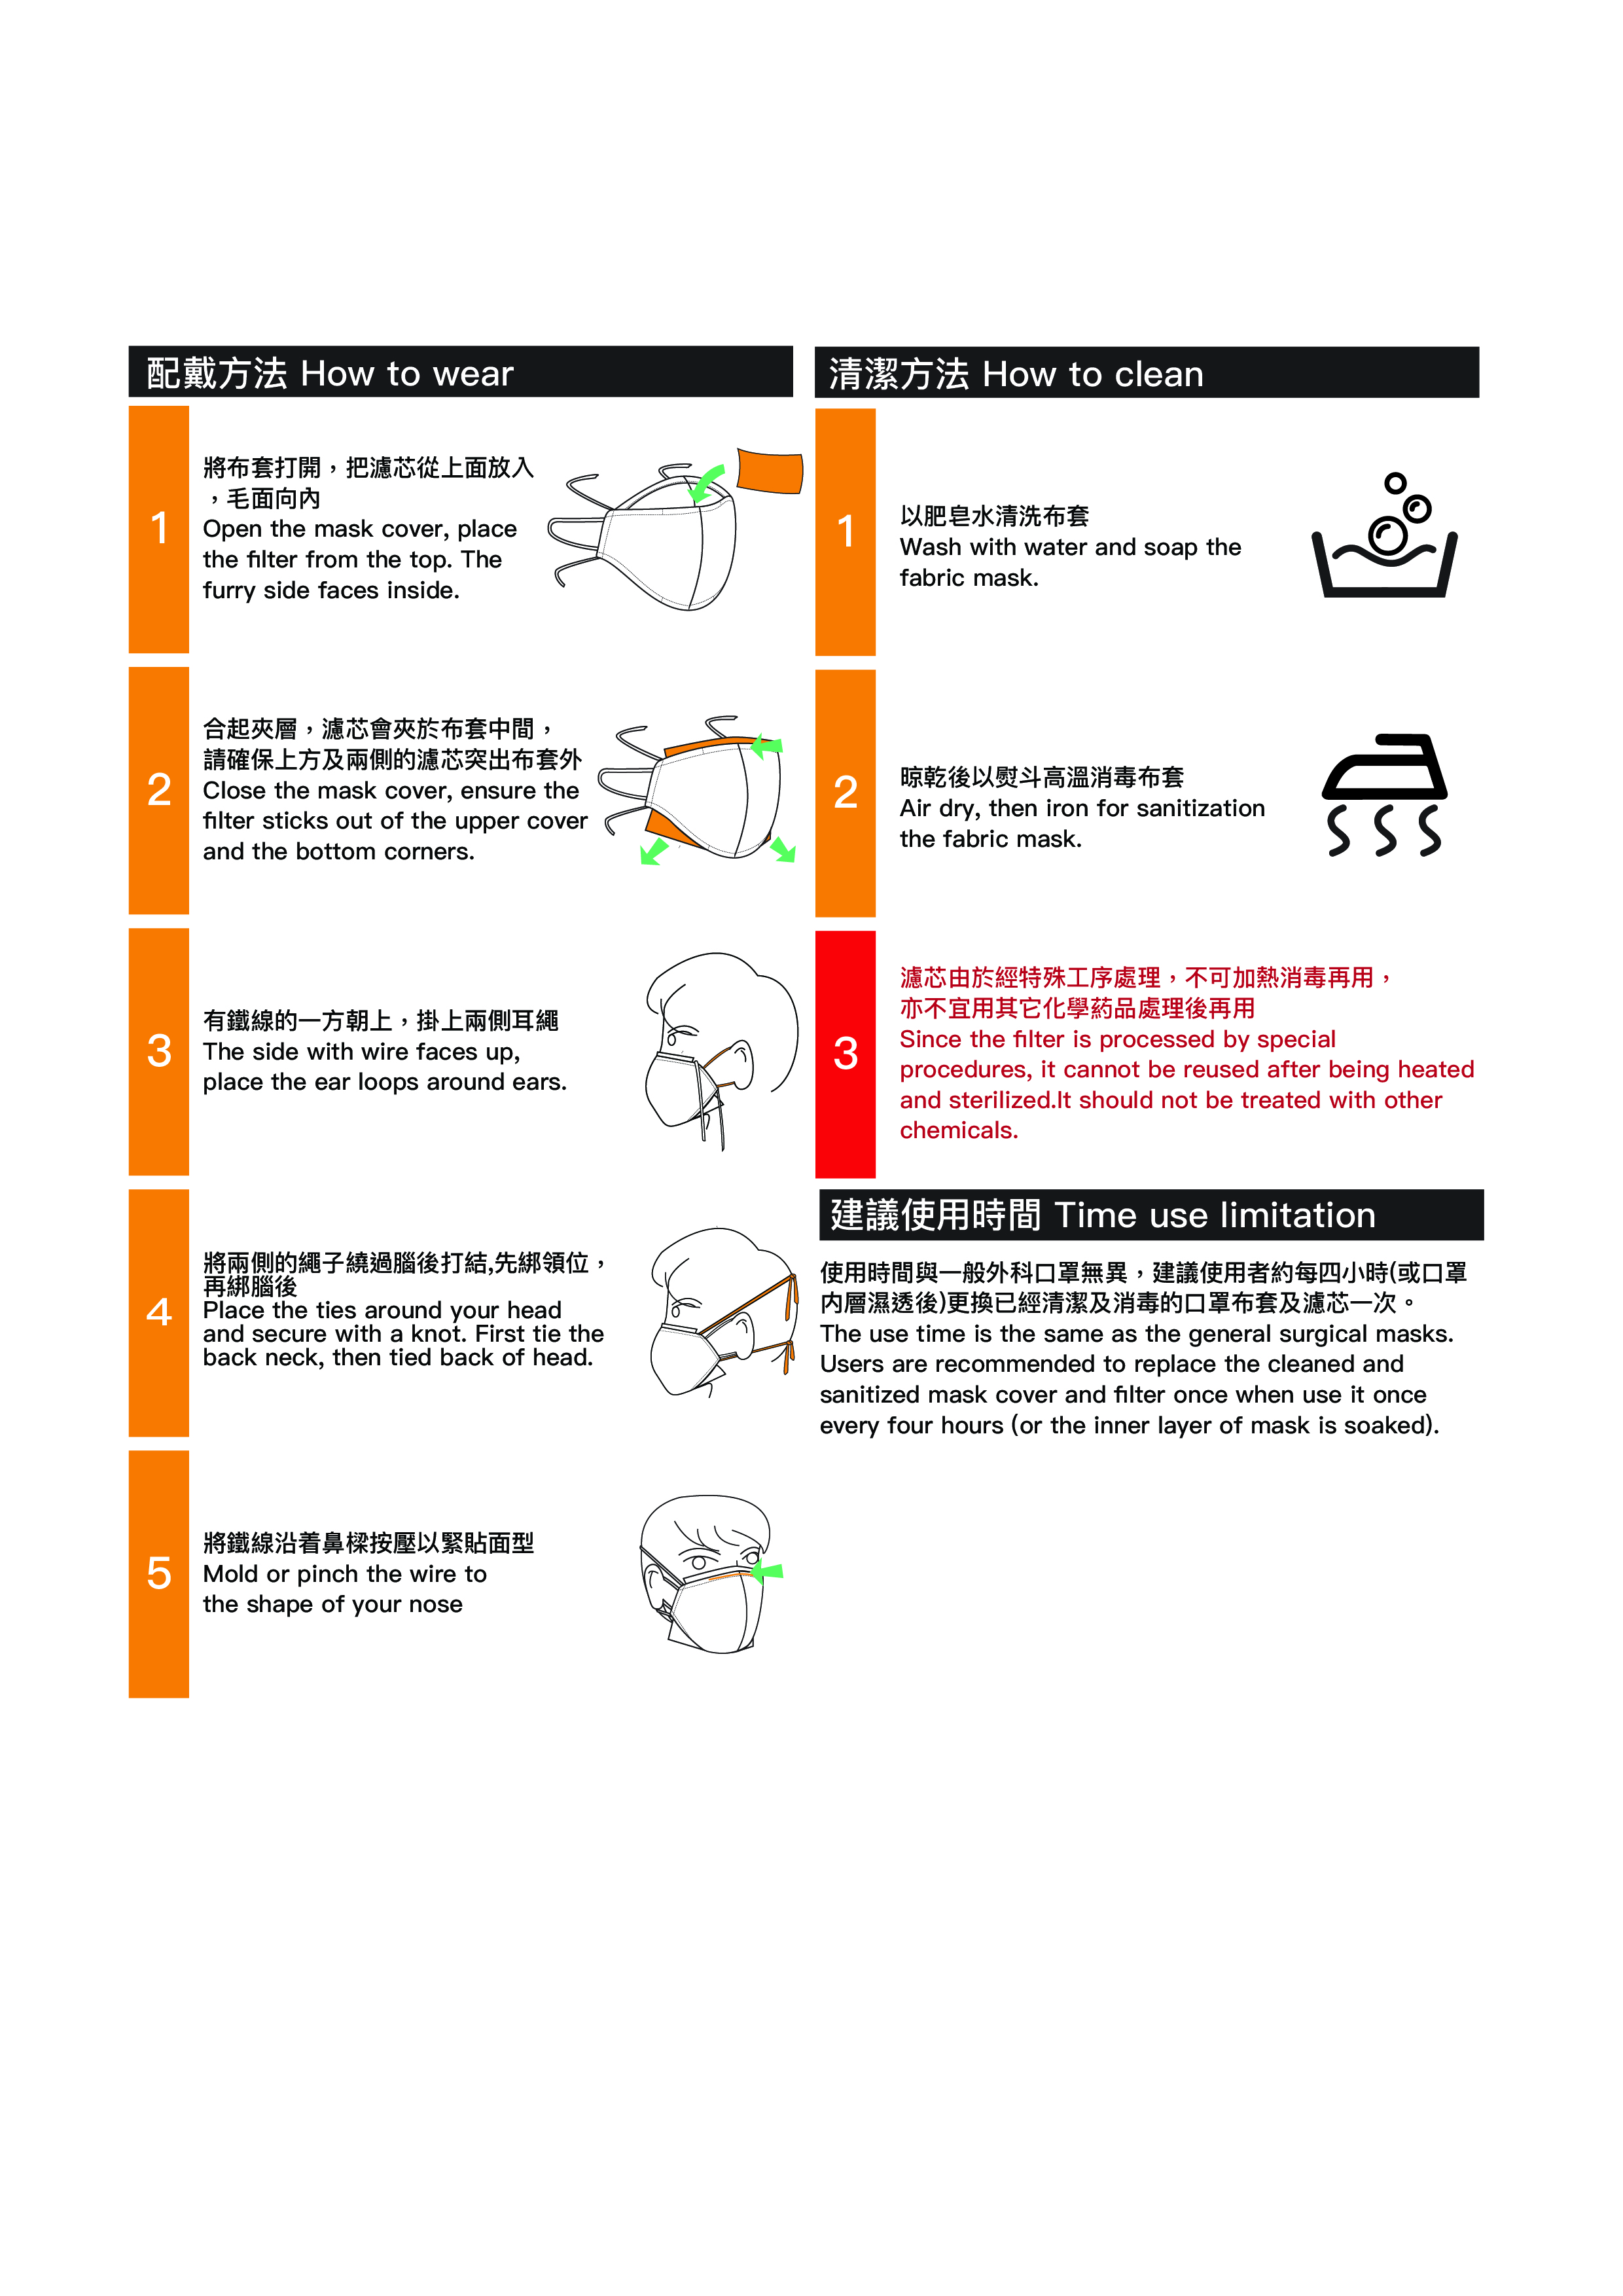 配戴方法 How to wear
1
將布套打開，把濾芯從上面放入
，毛面向內
Open the mask cover, place
the filter from the top. The
furry side faces inside.
2
合起夾層，濾芯會夾於布套中間，
請確保上方及兩側的濾芯突出布套外
Close the mask cover, ensure the
filter sticks out of the upper cover
and the bottom corners.
3
有鐵線的一方朝上，掛上兩側耳繩
The side with wire faces up,
place the ear loops around ears.
4
將兩側的繩子繞過腦後打結,先綁領位，
再綁腦後
Place the ties around your head
and secure with a knot. First tie the
back neck, then tied back of head.
5
將鐵線沿着鼻樑按壓以緊貼面型
Mold or pinch the wire to
the shape of your nose
清潔方法 How to clean
1
以肥皂水清洗布套
Wash with water and soap the
fabric mask.
2
晾乾後以熨斗高溫消毒布套
Air dry, then iron for sanitization
the fabric mask.
3
濾芯由於經特殊工序處理，不可加熱消毒再用，
亦不宜用其它化學葯品處理後再用
Since the filter is processed by special
procedures, it cannot be reused after being heated
and sterilized.It should not be treated with other
chemicals.
建議使用時間 Time use limitation
使用時間與一般外科口罩無異，建議使用者約每四小時(或口罩
內層濕透後)更換已經清潔及消毒的口罩布套及濾芯一次。
The use time is the same as the general surgical masks.
Users are recommended to replace the cleaned and
sanitized mask cover and filter once when use it once
every four hours (or the inner layer of mask is soaked).